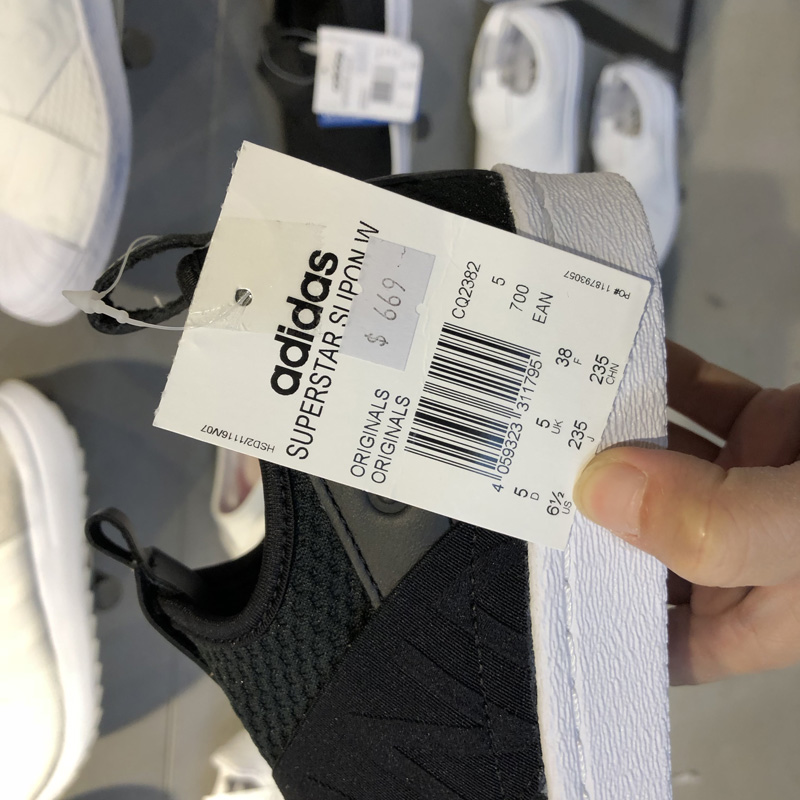 adidas
SUPERSTAR SLIPON W
$ 669.-
ORIGINALS
ORIGINALS
HSD2/1116/V07
CQ2382
5
700
EAN
4 059323 311795
5
D
5
UK
38
F
6½
US
235
J
235
CHN
PO# 118793057